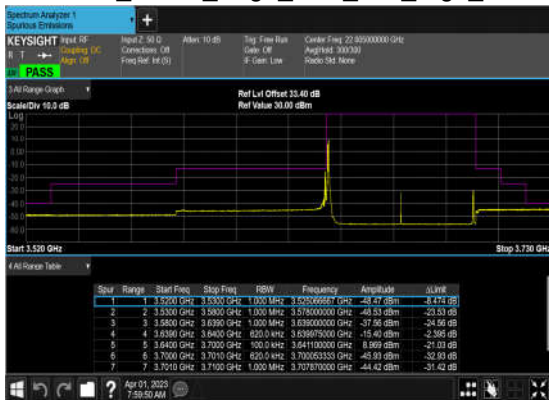 Spectrum Analyzer 1
Spurious Emissions
KEYSIGHT
Input: RF
Coupling: DC
Align: Off
Input Z: 50 Ω
Corrections: Off
Freq Ref: Int (S)
Atten: 10 dB
Trig: Free Run
Gate: Off
IF Gain: Low
Center Freq: 22.005000000 GHz
Avg|Hold: 300/300
Radio Std: None
R T
PASS
3 All Range Graph
Scale/Div 10.0 dB
Ref Lvl Offset 33.40 dB
Ref Value 30.00 dBm
Log
Start 3.520 GHz
Stop 3.730 GHz
4 All Range Table
Spur Range Start Freq Stop Freq RBW Frequency Amplitude ΔLimit
1 1 3.5200 GHz 3.5300 GHz 1.000 MHz 3.525066667 GHz -48.47 dBm -8.474 dB
2 2 3.5300 GHz 3.5800 GHz 1.000 MHz 3.578000000 GHz -48.53 dBm -23.53 dB
3 3 3.5800 GHz 3.6390 GHz 1.000 MHz 3.639000000 GHz -37.56 dBm -24.56 dB
4 4 3.6390 GHz 3.6400 GHz 620.0 kHz 3.639975000 GHz -15.40 dBm -2.395 dB
5 5 3.6400 GHz 3.7000 GHz 100.0 kHz 3.641100000 GHz 8.969 dBm -21.03 dB
6 6 3.7000 GHz 3.7010 GHz 620.0 kHz 3.700053333 GHz -45.93 dBm -32.93 dB
7 7 3.7010 GHz 3.7100 GHz 1.000 MHz 3.707870000 GHz -44.42 dBm -31.42 dB
?
Apr 01, 2023
7:59:50 AM